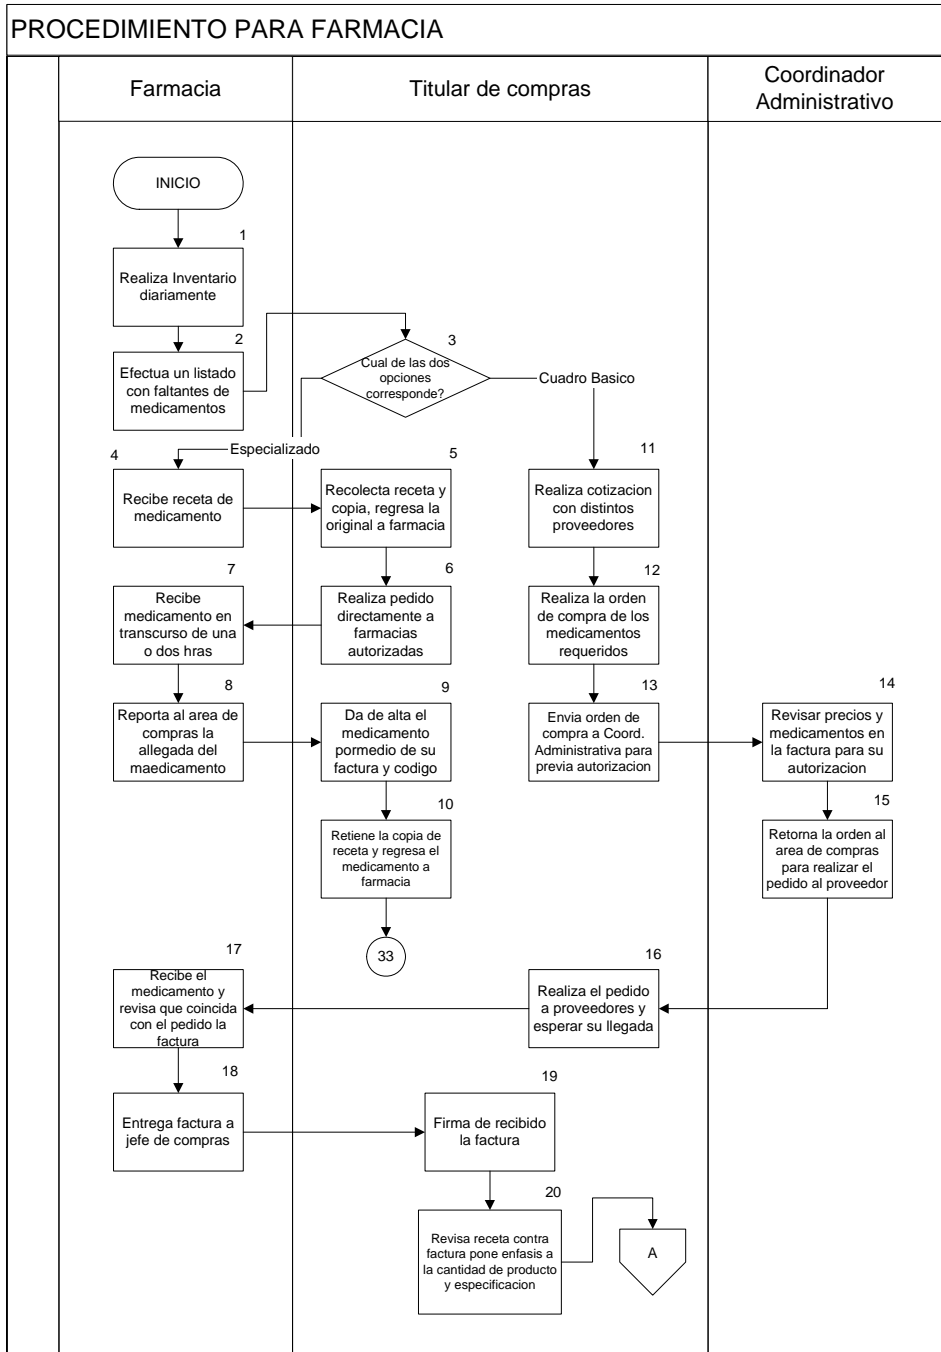 PROCEDIMIENTO PARA FARMACIA
Farmacia
Titular de compras
Coordinador
Administrativo
INICIO
1
Realiza Inventario
diariamente
2
Efectua un listado
con faltantes de
medicamentos
3
Cual de las dos
opciones
corresponde?
Cuadro Basico
Especializado
4
Recibe receta de
medicamento
5
Recolecta receta y
copia, regresa la
original a farmacia
11
Realiza cotizacion
con distintos
proveedores
7
Recibe
medicamento en
transcurso de una
o dos hras
6
Realiza pedido
directamente a
farmacias
autorizadas
12
Realiza la orden
de compra de los
medicamentos
requeridos
8
Reporta al area de
compras la
allegada del
maedicamento
9
Da de alta el
medicamento
pormedio de su
factura y codigo
13
Envia orden de
compra a Coord.
Administrativa para
previa autorizacion
14
Revisar precios y
medicamentos en
la factura para su
autorizacion
10
Retiene la copia de
receta y regresa el
medicamento a
farmacia
15
Retorna la orden al
area de compras
para realizar el
pedido al proveedor
33
17
Recibe el
medicamento y
revisa que coincida
con el pedido la
factura
16
Realiza el pedido
a proveedores y
esperar su llegada
18
Entrega factura a
jefe de compras
19
Firma de recibido
la factura
20
Revisa receta contra
factura pone enfasis a
la cantidad de producto
y especificacion
A